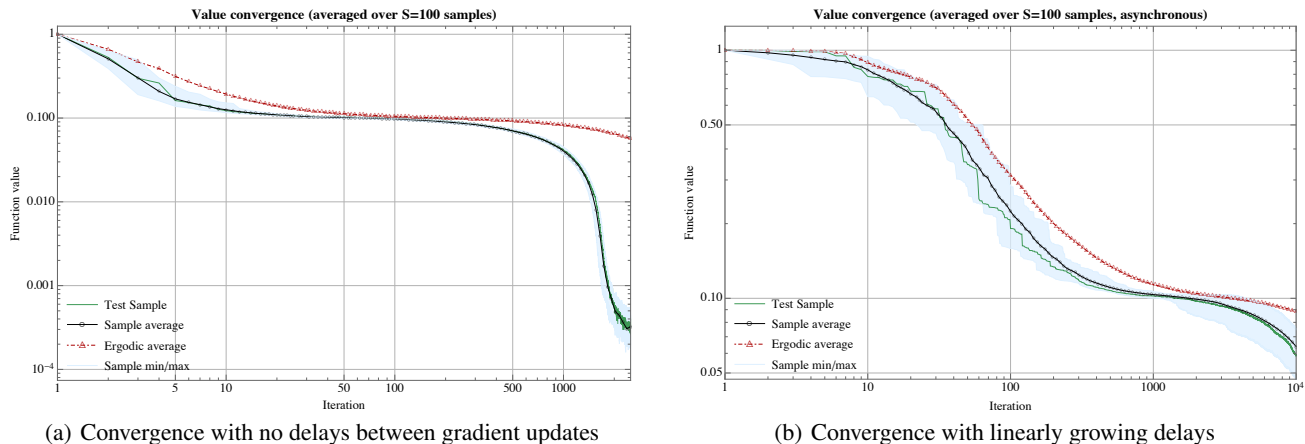 Value convergence (averaged over S=100 samples)
1
0.100
0.010
0.001
10⁻⁴
Function value
Test Sample
Sample average
Ergodic average
Sample min/max
1 5 10 50 100 500 1000
Iteration
(a) Convergence with no delays between gradient updates
Value convergence (averaged over S=100 samples, asynchronous)
1
0.50
0.10
0.05
Function value
Test Sample
Sample average
Ergodic average
Sample min/max
1 10 100 1000 10⁴
Iteration
(b) Convergence with linearly growing delays